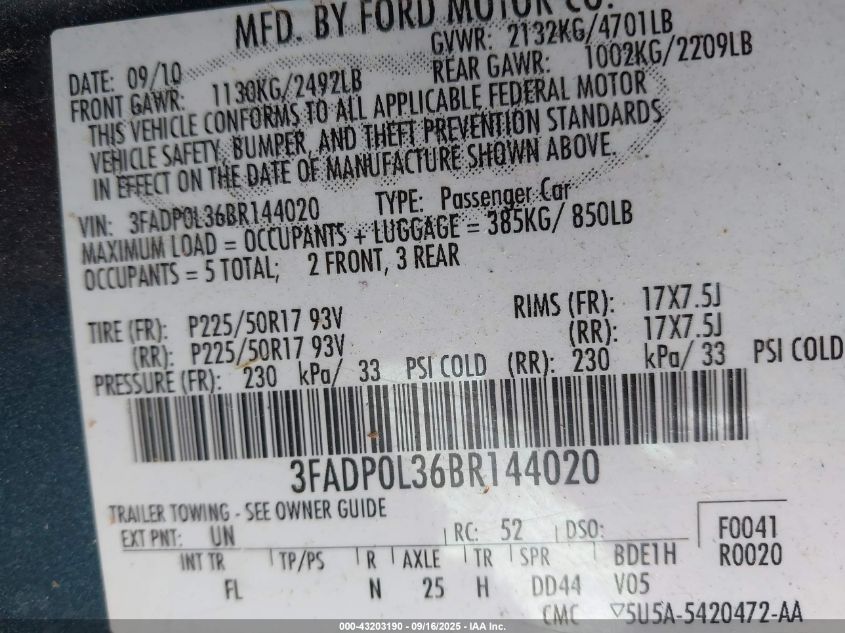 MFD. BY FORD MOTOR CO.
DATE: 09/10 GVWR: 2132KG/4701LB
FRONT GAWR: 1130KG/2492LB REAR GAWR: 1002KG/2209LB
THIS VEHICLE CONFORMS TO ALL APPLICABLE FEDERAL MOTOR
VEHICLE SAFETY, BUMPER, AND THEFT PREVENTION STANDARDS
IN EFFECT ON THE DATE OF MANUFACTURE SHOWN ABOVE.
VIN: 3FADP0L36BR144020 TYPE: Passenger Car
MAXIMUM LOAD = OCCUPANTS + LUGGAGE = 385KG/ 850LB
OCCUPANTS = 5 TOTAL; 2 FRONT, 3 REAR
TIRE (FR): P225/50R17 93V RIMS (FR): 17X7.5J
(RR): P225/50R17 93V (RR): 17X7.5J
PRESSURE (FR): 230 kPa/ 33 PSI COLD (RR): 230 kPa/ 33 PSI COLD
3FADP0L36BR144020
TRAILER TOWING - SEE OWNER GUIDE
EXT PNT: UN RC: 52 DSO: F0041
INT TR TP/PS R AXLE TR SPR BDE1H R0020
FL N 25 H DD44 V05
CMC ▽5U5A-5420472-AA
000-43203190 - 09/16/2025 - IAA Inc.